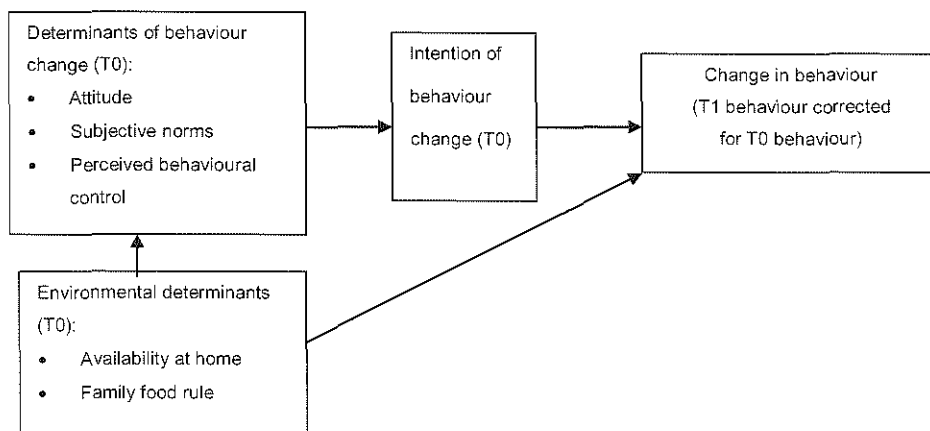 Determinants of behaviour
change (T0):
• Attitude
• Subjective norms
• Perceived behavioural
control
Intention of
behaviour
change (T0)
Change in behaviour
(T1 behaviour corrected
for T0 behaviour)
Environmental determinants
(T0):
• Availability at home
• Family food rule